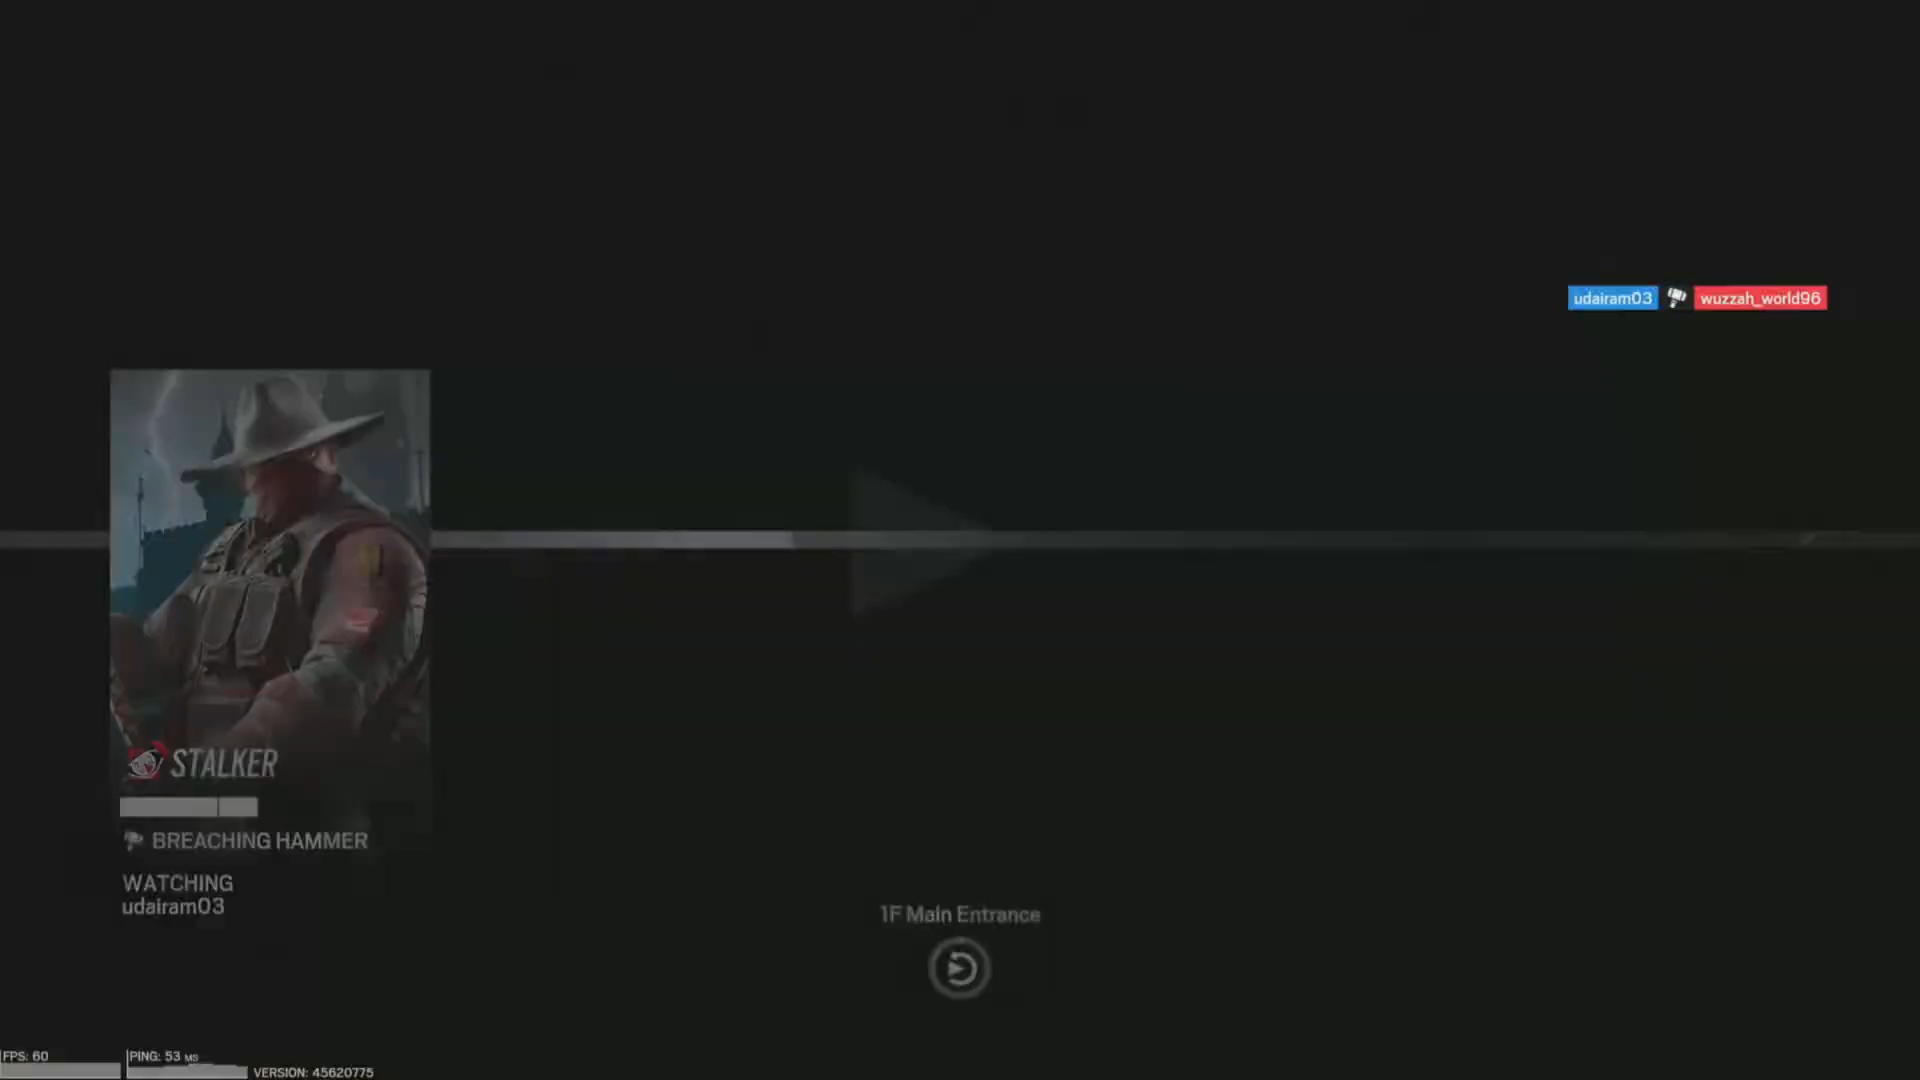 udairam03 wuzzah_world96
STALKER
BREACHING HAMMER
WATCHING
udairam03
1F Main Entrance
FPS: 60
PING: 53 MS
VERSION: 45620775